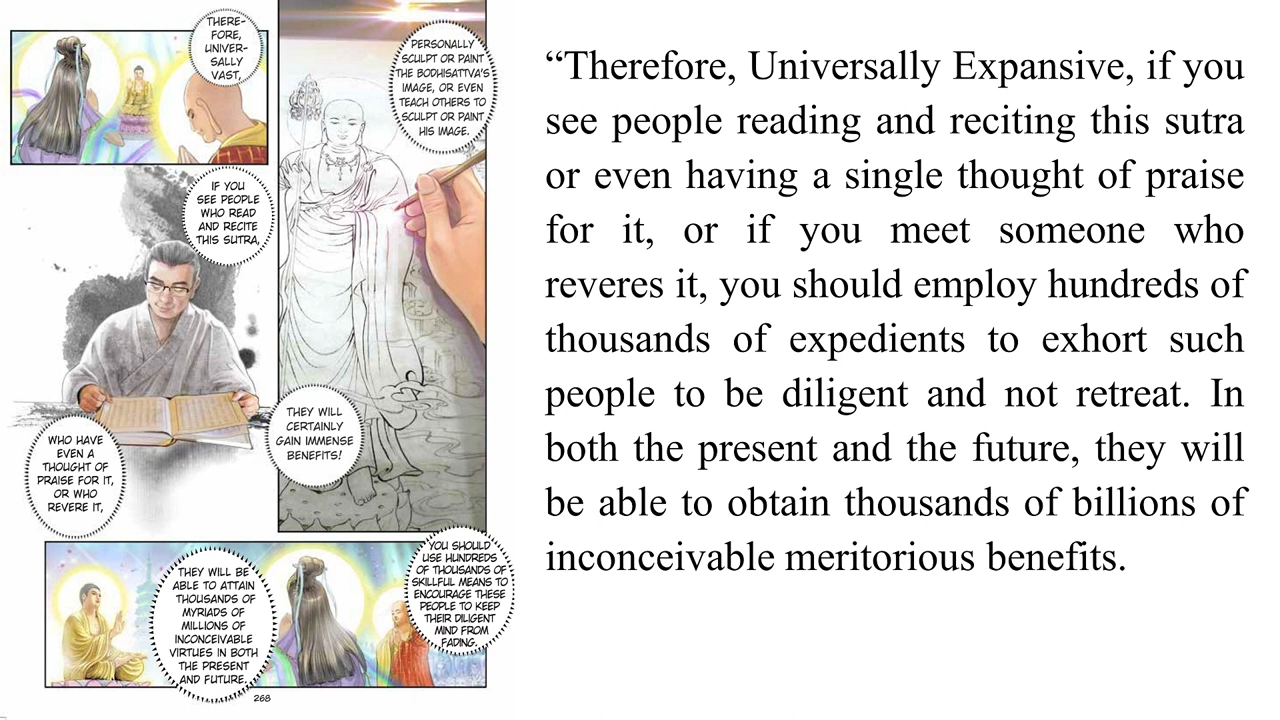 THERE-
FORE,
UNIVER-
SALLY
VAST,
PERSONALLY
SCULPT OR PAINT
THE BODHISATTVA'S
IMAGE, OR EVEN
TEACH OTHERS TO
SCULPT OR PAINT
HIS IMAGE.
IF YOU
SEE PEOPLE
WHO READ
AND RECITE
THIS SUTRA,
THEY WILL
CERTAINLY
GAIN IMMENSE
BENEFITS!
WHO HAVE
EVEN A
THOUGHT OF
PRAISE FOR IT,
OR WHO
REVERE IT,
YOU SHOULD
USE HUNDREDS
OF THOUSANDS OF
SKILLFUL MEANS TO
ENCOURAGE THESE
PEOPLE TO KEEP
THEIR DILIGENT
MIND FROM
FADING.
THEY WILL BE
ABLE TO ATTAIN
THOUSANDS OF
MYRIADS OF
MILLIONS OF
INCONCEIVABLE
VIRTUES IN BOTH
THE PRESENT
AND FUTURE.
268
“Therefore, Universally Expansive, if you
see people reading and reciting this sutra
or even having a single thought of praise
for it, or if you meet someone who
reveres it, you should employ hundreds of
thousands of expedients to exhort such
people to be diligent and not retreat. In
both the present and the future, they will
be able to obtain thousands of billions of
inconceivable meritorious benefits.